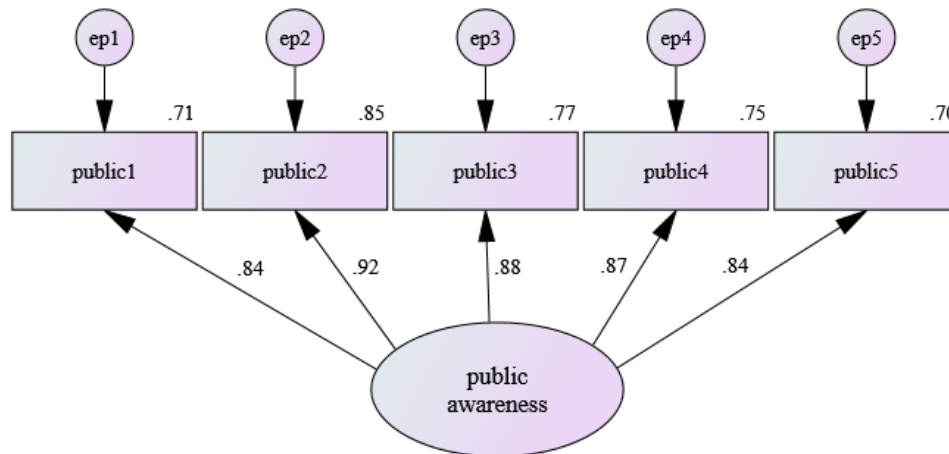 ep1 ep2 ep3 ep4 ep5
.71 .85 .77 .75 .70
public1 public2 public3 public4 public5
.84 .92 .88 .87 .84
public
awareness